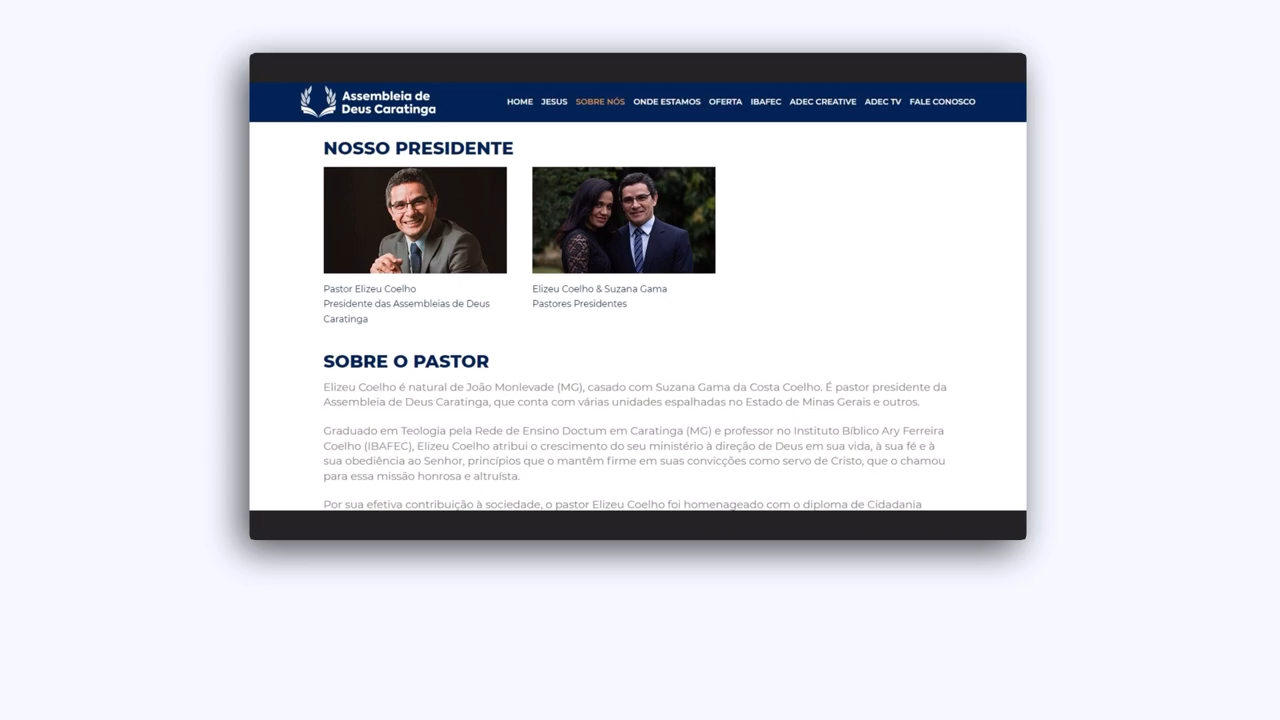 Assembleia de
Deus Caratinga
HOME JESUS SOBRE NÓS ONDE ESTAMOS OFERTA IBAFEC ADEC CREATIVE ADEC TV FALE CONOSCO
NOSSO PRESIDENTE
Pastor Elizeu Coelho
Presidente das Assembleias de Deus
Caratinga
Elizeu Coelho & Suzana Gama
Pastores Presidentes
SOBRE O PASTOR
Elizeu Coelho é natural de João Monlevade (MG), casado com Suzana Gama da Costa Coelho. É pastor presidente da
Assembleia de Deus Caratinga, que conta com várias unidades espalhadas no Estado de Minas Gerais e outros.
Graduado em Teologia pela Rede de Ensino Doctum em Caratinga (MG) e professor no Instituto Bíblico Ary Ferreira
Coelho (IBAFEC), Elizeu Coelho atribui o crescimento do seu ministério à direção de Deus em sua vida, à sua fé e à
sua obediência ao Senhor, princípios que o mantêm firme em suas convicções como servo de Cristo, que o chamou
para essa missão honrosa e altruísta.
Por sua efetiva contribuição à sociedade, o pastor Elizeu Coelho foi homenageado com o diploma de Cidadania